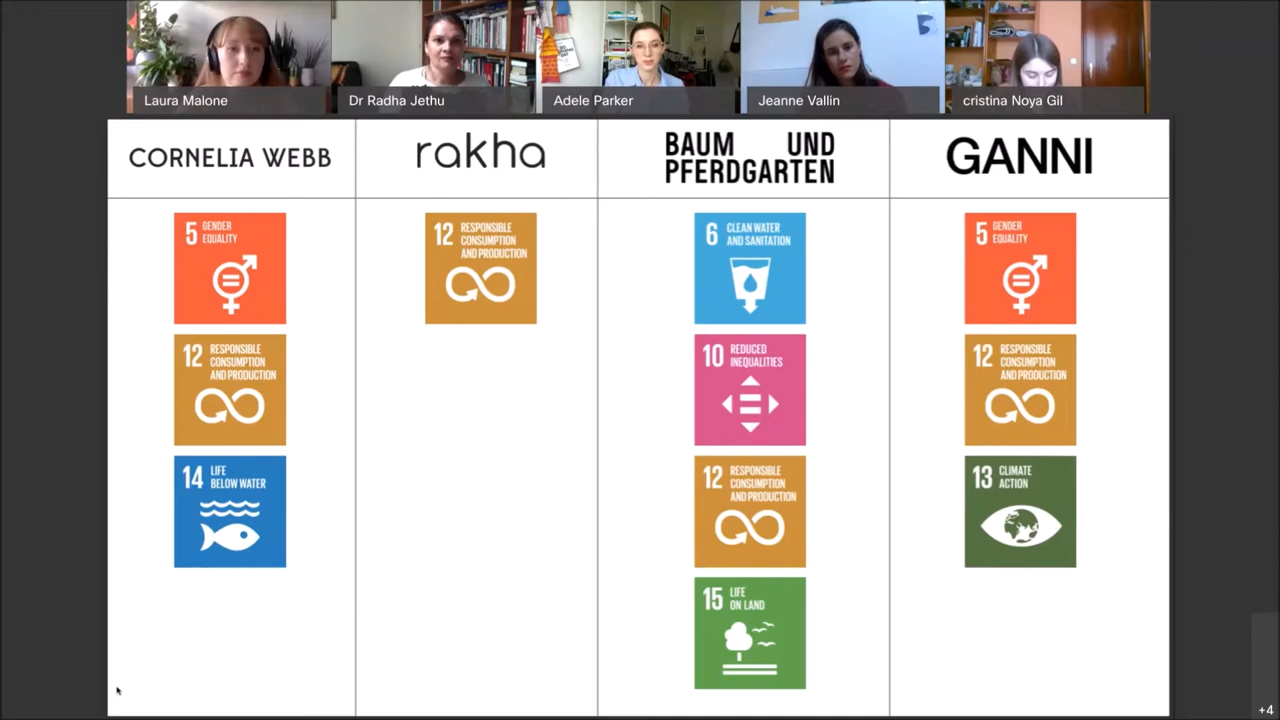 Laura Malone
Dr Radha Jethu
Adele Parker
Jeanne Vallin
cristina Noya Gil
CORNELIA WEBB
rakha
BAUM UND
PFERDGARTEN
GANNI
5 GENDER
EQUALITY
12 RESPONSIBLE
CONSUMPTION
AND PRODUCTION
14 LIFE
BELOW WATER
12 RESPONSIBLE
CONSUMPTION
AND PRODUCTION
6 CLEAN WATER
AND SANITATION
10 REDUCED
INEQUALITIES
12 RESPONSIBLE
CONSUMPTION
AND PRODUCTION
15 LIFE
ON LAND
5 GENDER
EQUALITY
12 RESPONSIBLE
CONSUMPTION
AND PRODUCTION
13 CLIMATE
ACTION
+4